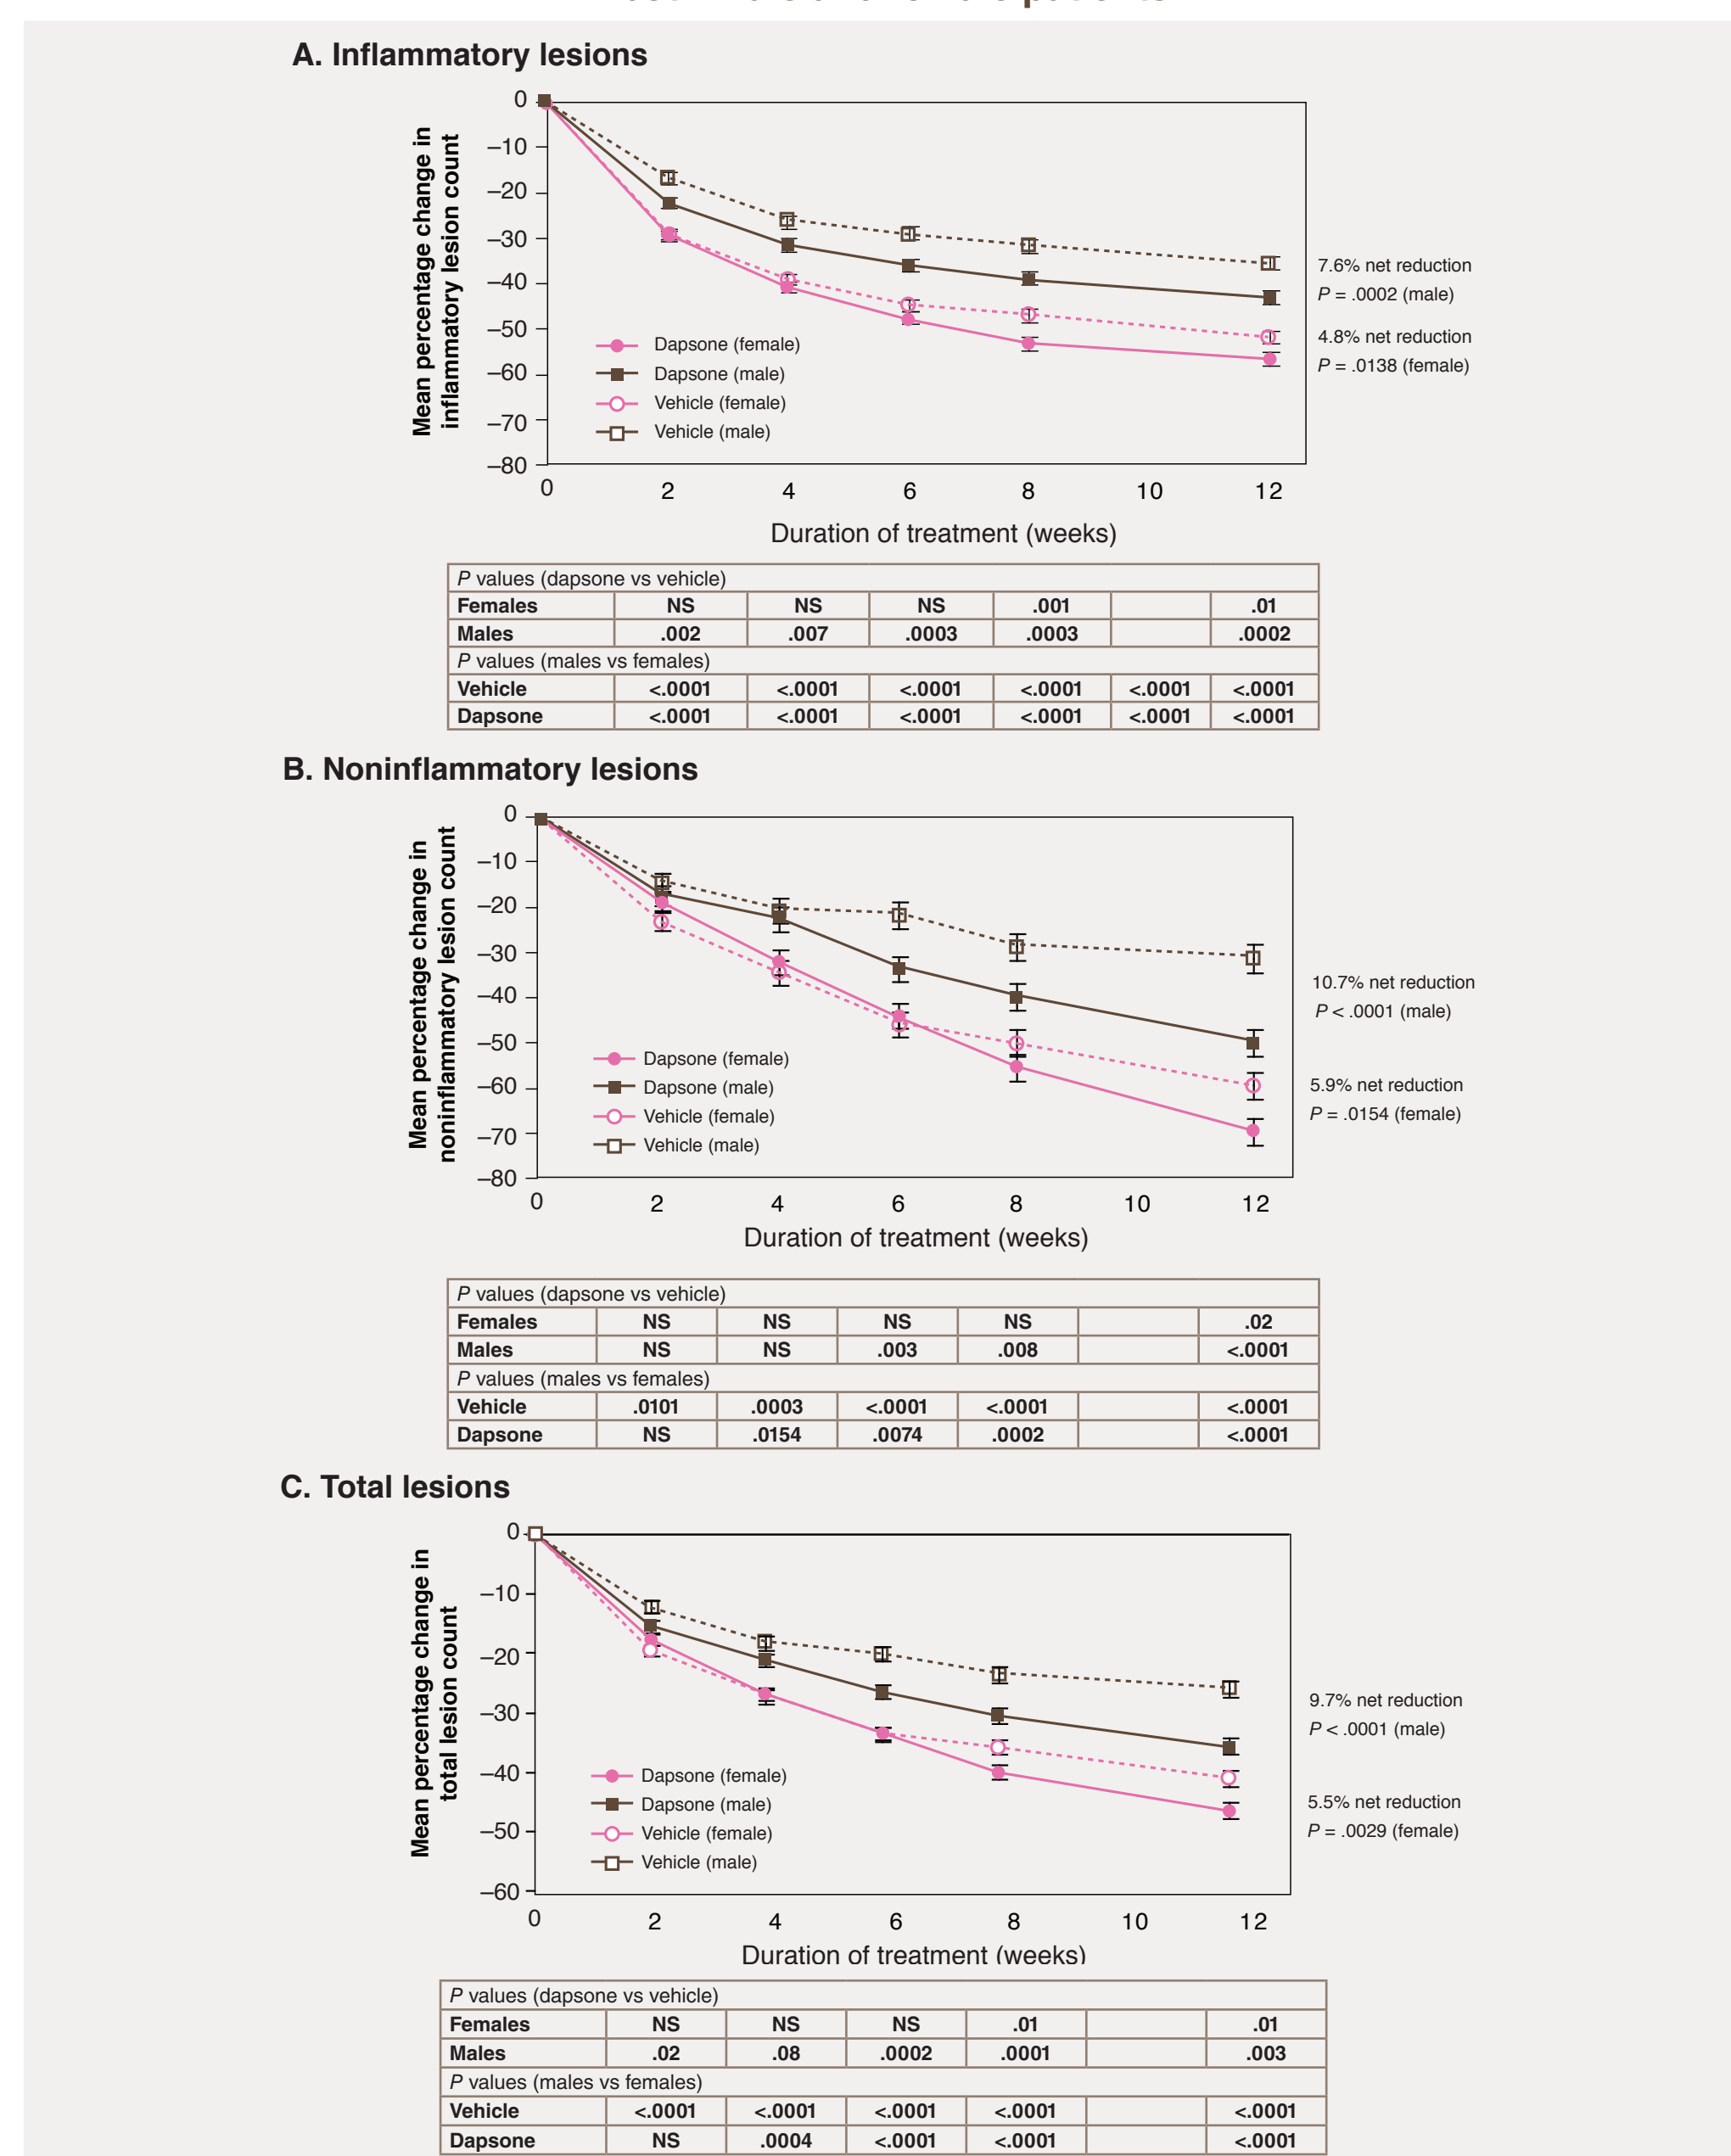 A. Inflammatory lesions
Mean percentage change in
inflammatory lesion count
0
–10
–20
–30
–40
–50
–60
–70
–80
Dapsone (female)
Dapsone (male)
Vehicle (female)
Vehicle (male)
7.6% net reduction
P = .0002 (male)
4.8% net reduction
P = .0138 (female)
0 2 4 6 8 10 12
Duration of treatment (weeks)
P values (dapsone vs vehicle)
Females NS NS NS .001 .01
Males .002 .007 .0003 .0003 .0002
P values (males vs females)
Vehicle <.0001 <.0001 <.0001 <.0001 <.0001 <.0001
Dapsone <.0001 <.0001 <.0001 <.0001 <.0001 <.0001
B. Noninflammatory lesions
Mean percentage change in
noninflammatory lesion count
0
–10
–20
–30
–40
–50
–60
–70
–80
Dapsone (female)
Dapsone (male)
Vehicle (female)
Vehicle (male)
10.7% net reduction
P < .0001 (male)
5.9% net reduction
P = .0154 (female)
0 2 4 6 8 10 12
Duration of treatment (weeks)
P values (dapsone vs vehicle)
Females NS NS NS NS .02
Males NS NS .003 .008 <.0001
P values (males vs females)
Vehicle .0101 .0003 <.0001 <.0001 <.0001
Dapsone NS .0154 .0074 .0002 <.0001
C. Total lesions
Mean percentage change in
total lesion count
0
–10
–20
–30
–40
–50
–60
Dapsone (female)
Dapsone (male)
Vehicle (female)
Vehicle (male)
9.7% net reduction
P < .0001 (male)
5.5% net reduction
P = .0029 (female)
0 2 4 6 8 10 12
Duration of treatment (weeks)
P values (dapsone vs vehicle)
Females NS NS NS .01 .01
Males .02 .08 .0002 .0001 .003
P values (males vs females)
Vehicle <.0001 <.0001 <.0001 <.0001 <.0001
Dapsone NS .0004 <.0001 <.0001 <.0001